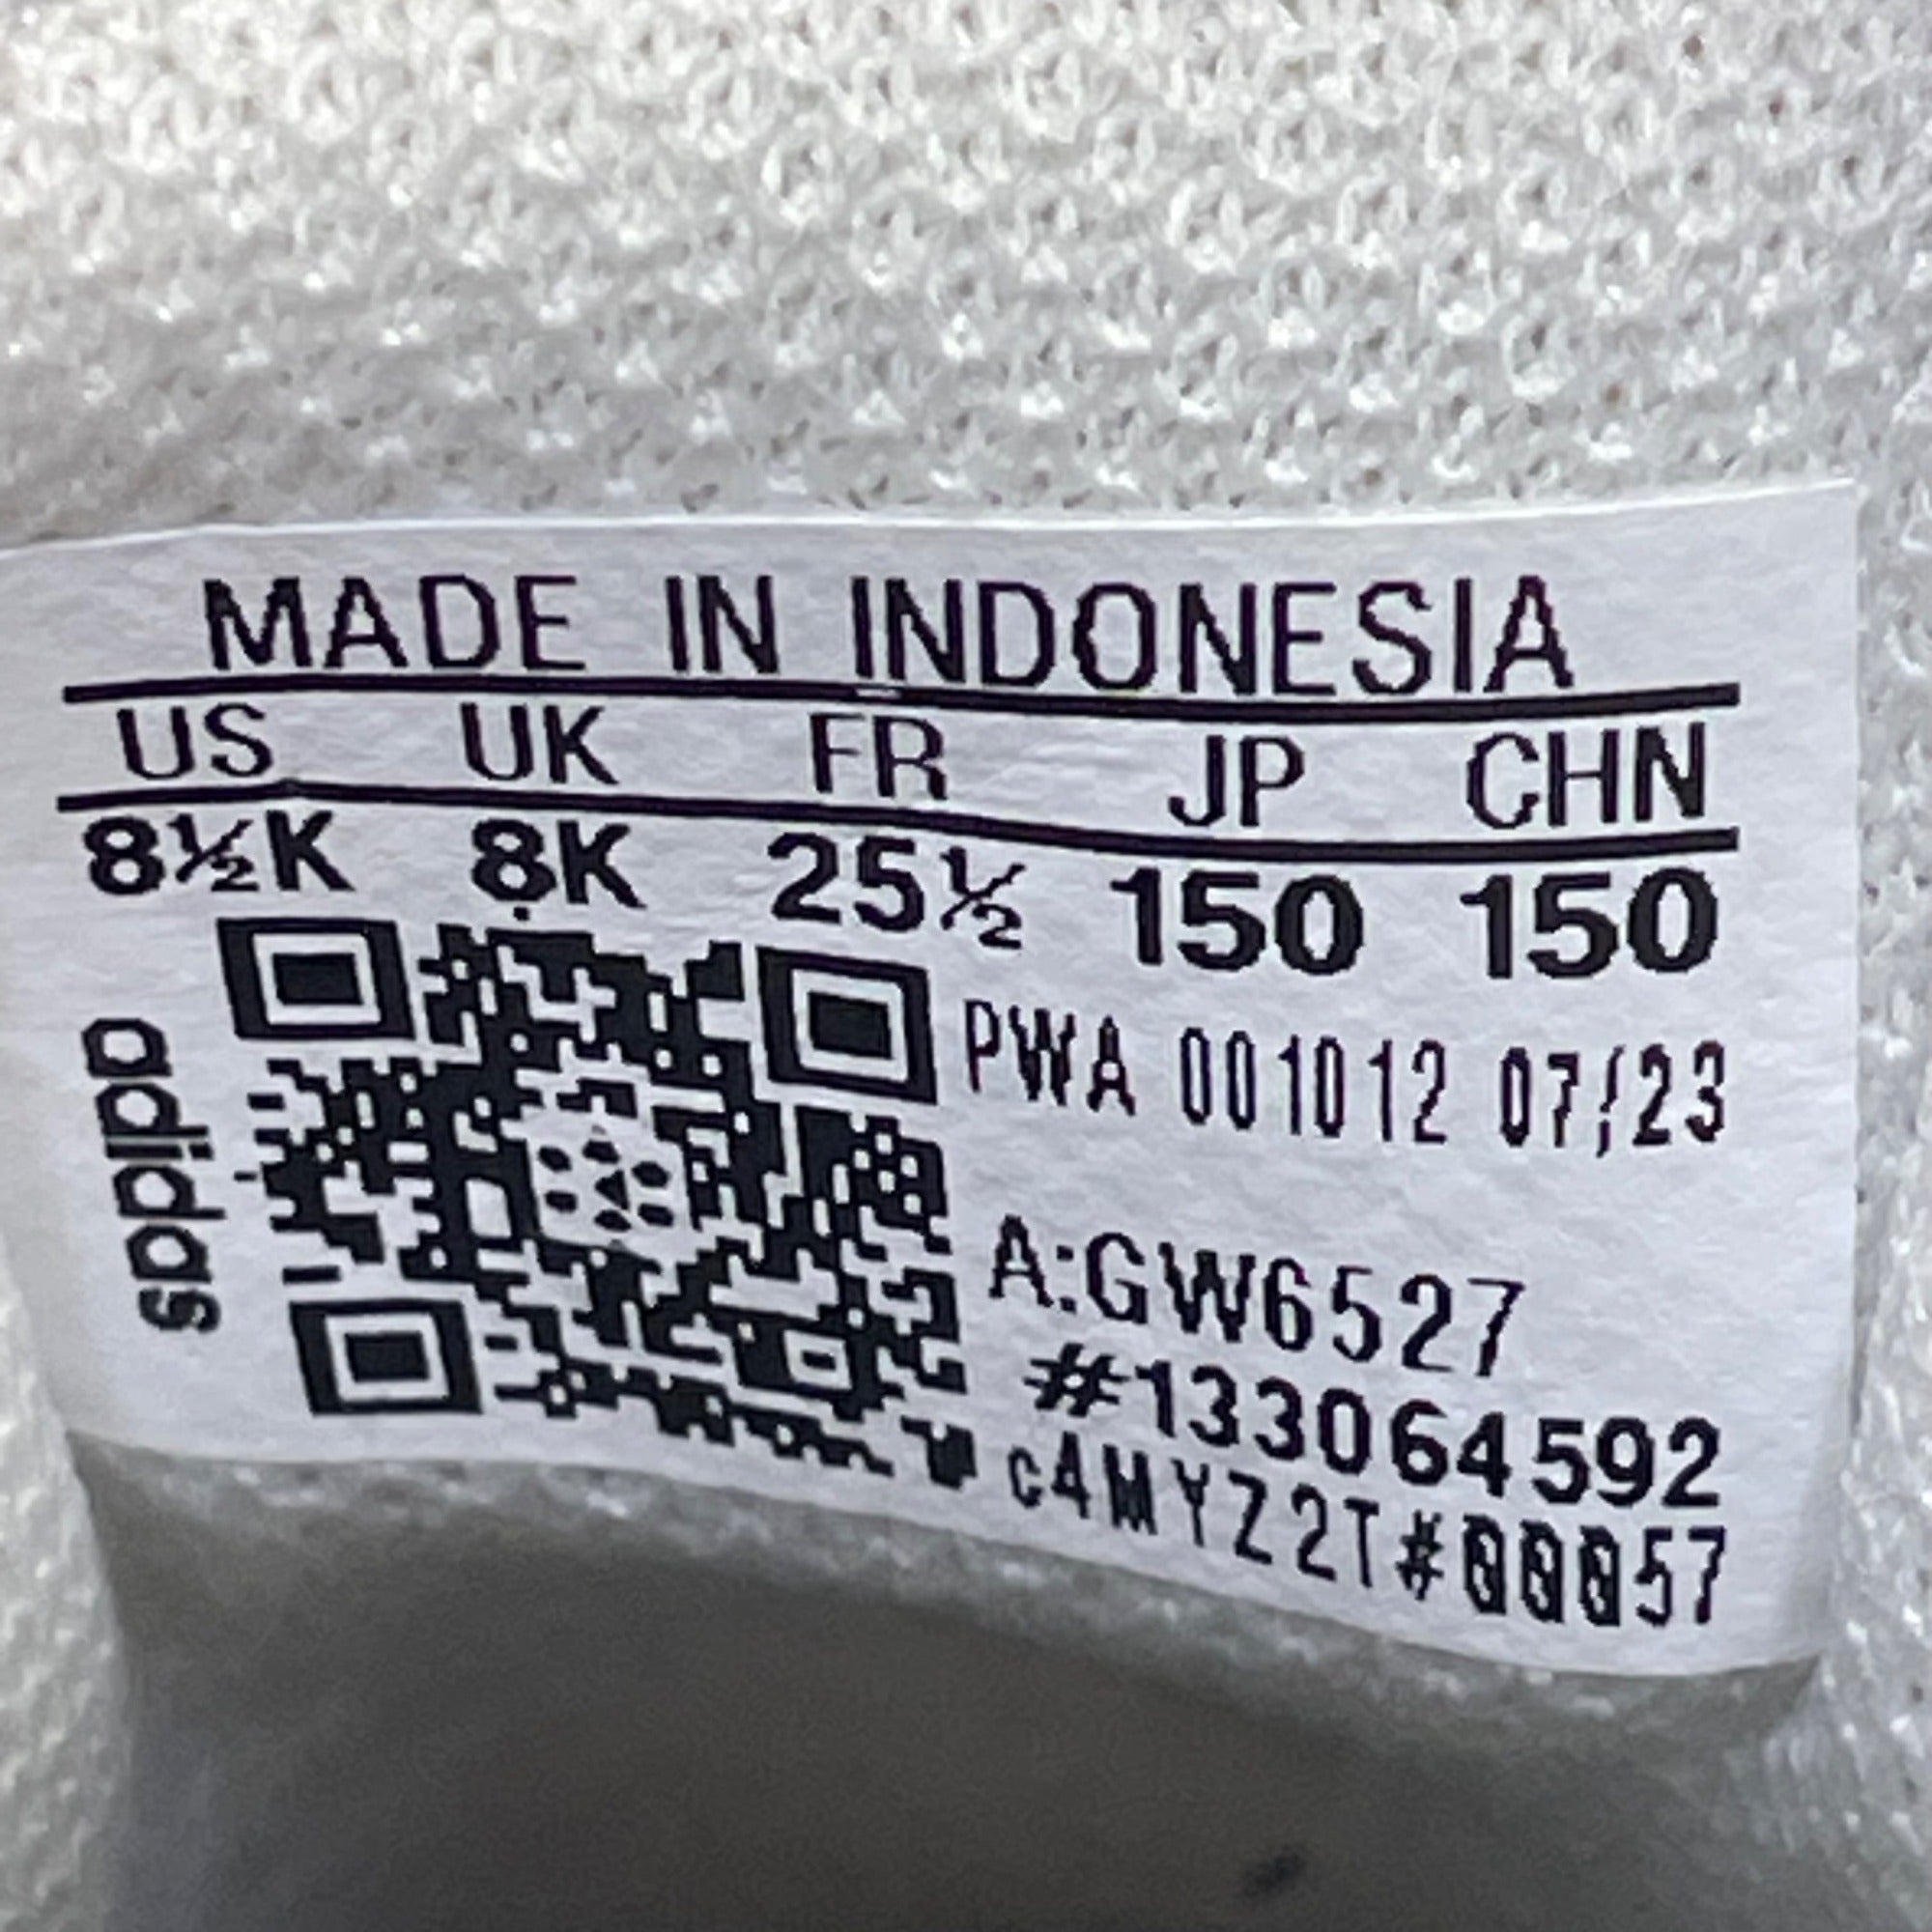 MADE IN INDONESIA
US UK FR JP CHN
8½K 8K 25½ 150 150
adidas
PWA 001012 07/23
A:GW6527
#133064592
c4MYZ2T#00057